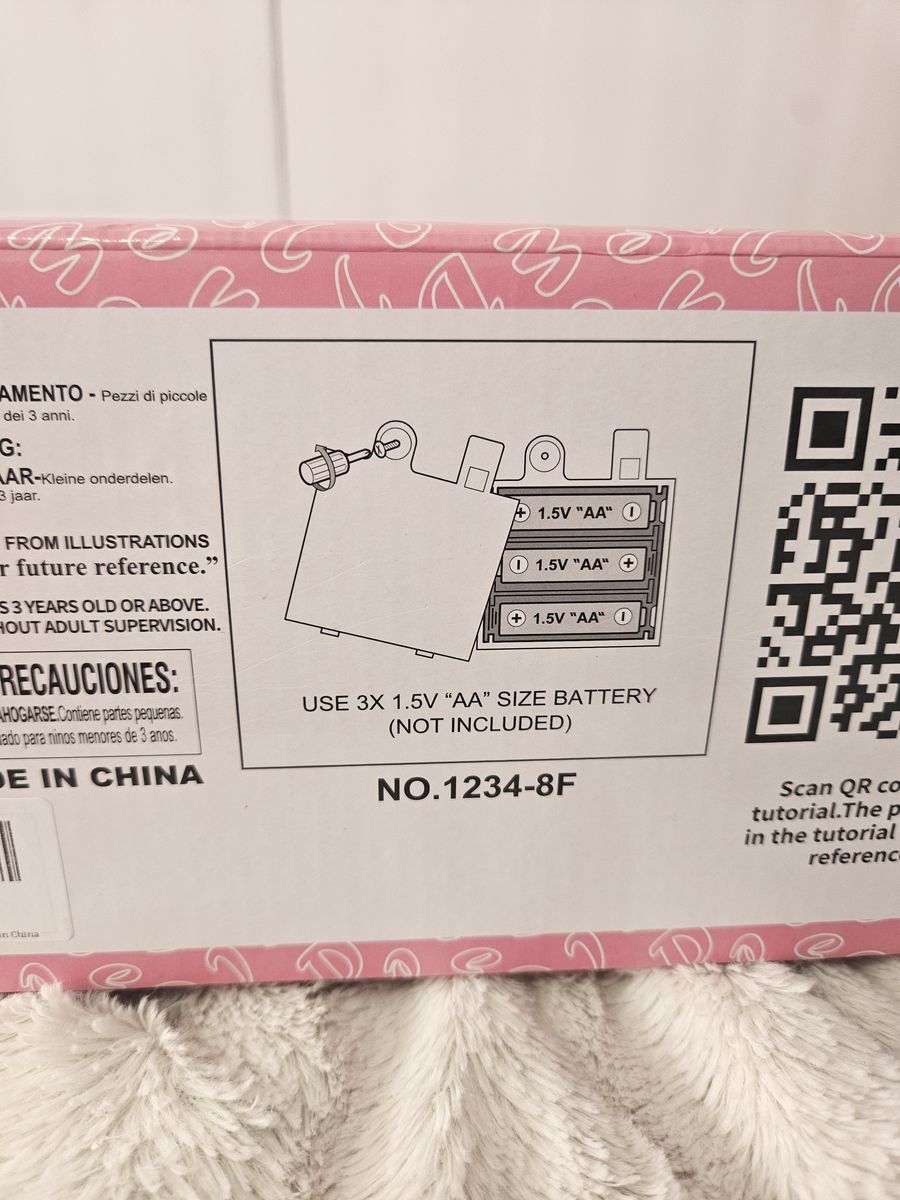 AMENTO - Pezzi di piccole
dei 3 anni.
G:
AAR-Kleine onderdelen.
3 jaar.
FROM ILLUSTRATIONS
r future reference.”
S 3 YEARS OLD OR ABOVE.
HOUT ADULT SUPERVISION.
RECAUCIONES:
AHOGARSE.Contiene partes pequenas.
ado para ninos menores de 3 anos.
DE IN CHINA
in China
+ 1.5V "AA" -
- 1.5V "AA" +
+ 1.5V "AA" -
USE 3X 1.5V “AA” SIZE BATTERY
(NOT INCLUDED)
NO.1234-8F
Scan QR co
tutorial.The p
in the tutorial
referenc